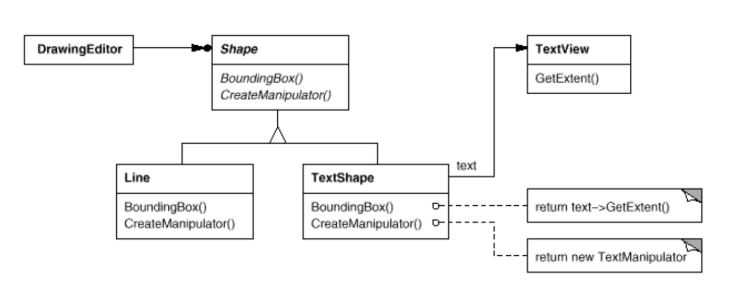 DrawingEditor
Shape
BoundingBox()
CreateManipulator()
TextView
GetExtent()
Line
BoundingBox()
CreateManipulator()
TextShape
BoundingBox()
CreateManipulator()
text
return text->GetExtent()
return new TextManipulator